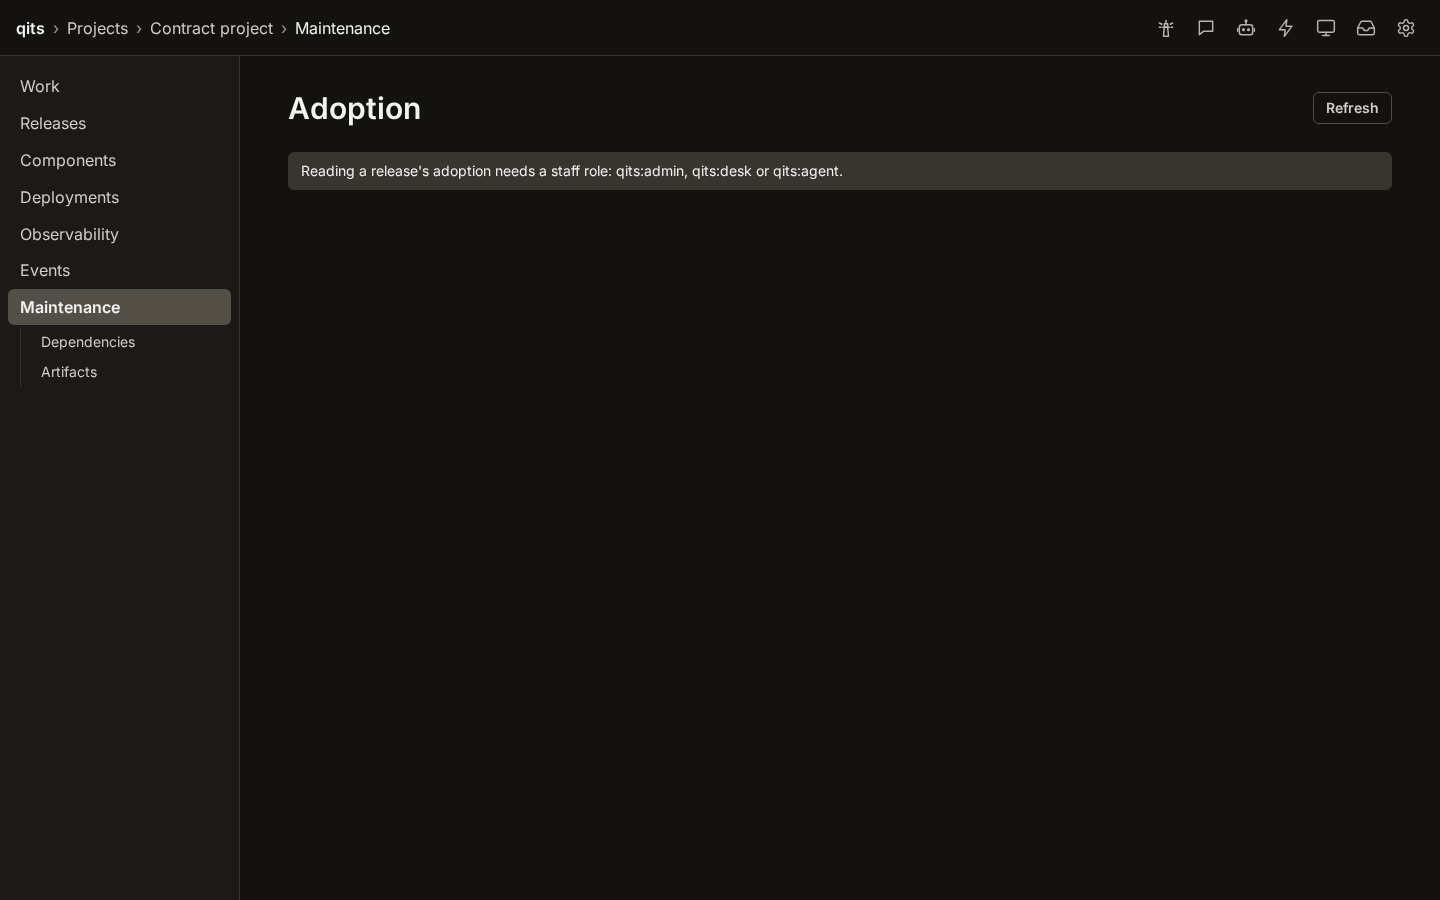 qits › Projects › Contract project › Maintenance
Work
Releases
Components
Deployments
Observability
Events
Maintenance
Dependencies
Artifacts
Adoption
Refresh
Reading a release's adoption needs a staff role: qits:admin, qits:desk or qits:agent.